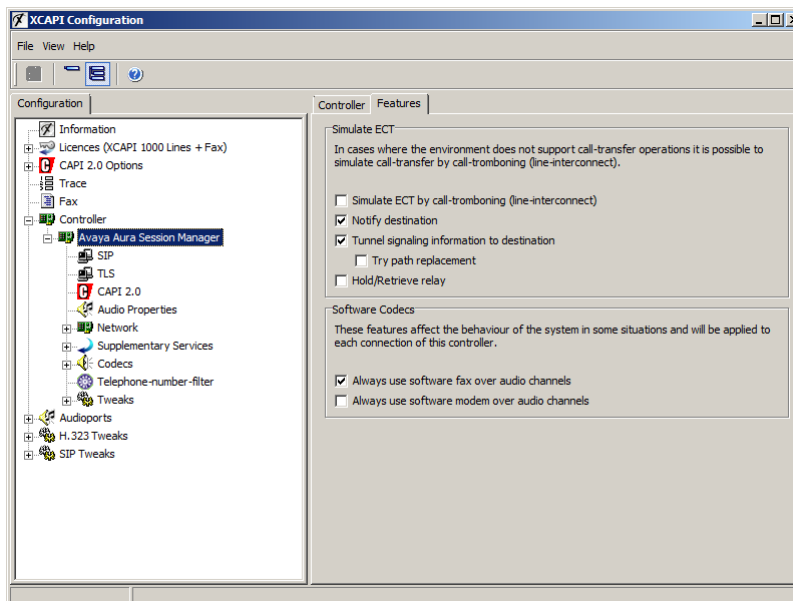 XCAPI Configuration
File View Help
Configuration
Information
Licences (XCAPI 1000 Lines + Fax)
CAPI 2.0 Options
Trace
Fax
Controller
Avaya Aura Session Manager
SIP
TLS
CAPI 2.0
Audio Properties
Network
Supplementary Services
Codecs
Telephone-number-filter
Tweaks
Audioports
H.323 Tweaks
SIP Tweaks
Controller Features
Simulate ECT
In cases where the environment does not support call-transfer operations it is possible to
simulate call-transfer by call-tromboning (line-interconnect).
Simulate ECT by call-tromboning (line-interconnect)
Notify destination
Tunnel signaling information to destination
Try path replacement
Hold/Retrieve relay
Software Codecs
These features affect the behaviour of the system in some situations and will be applied to
each connection of this controller.
Always use software fax over audio channels
Always use software modem over audio channels